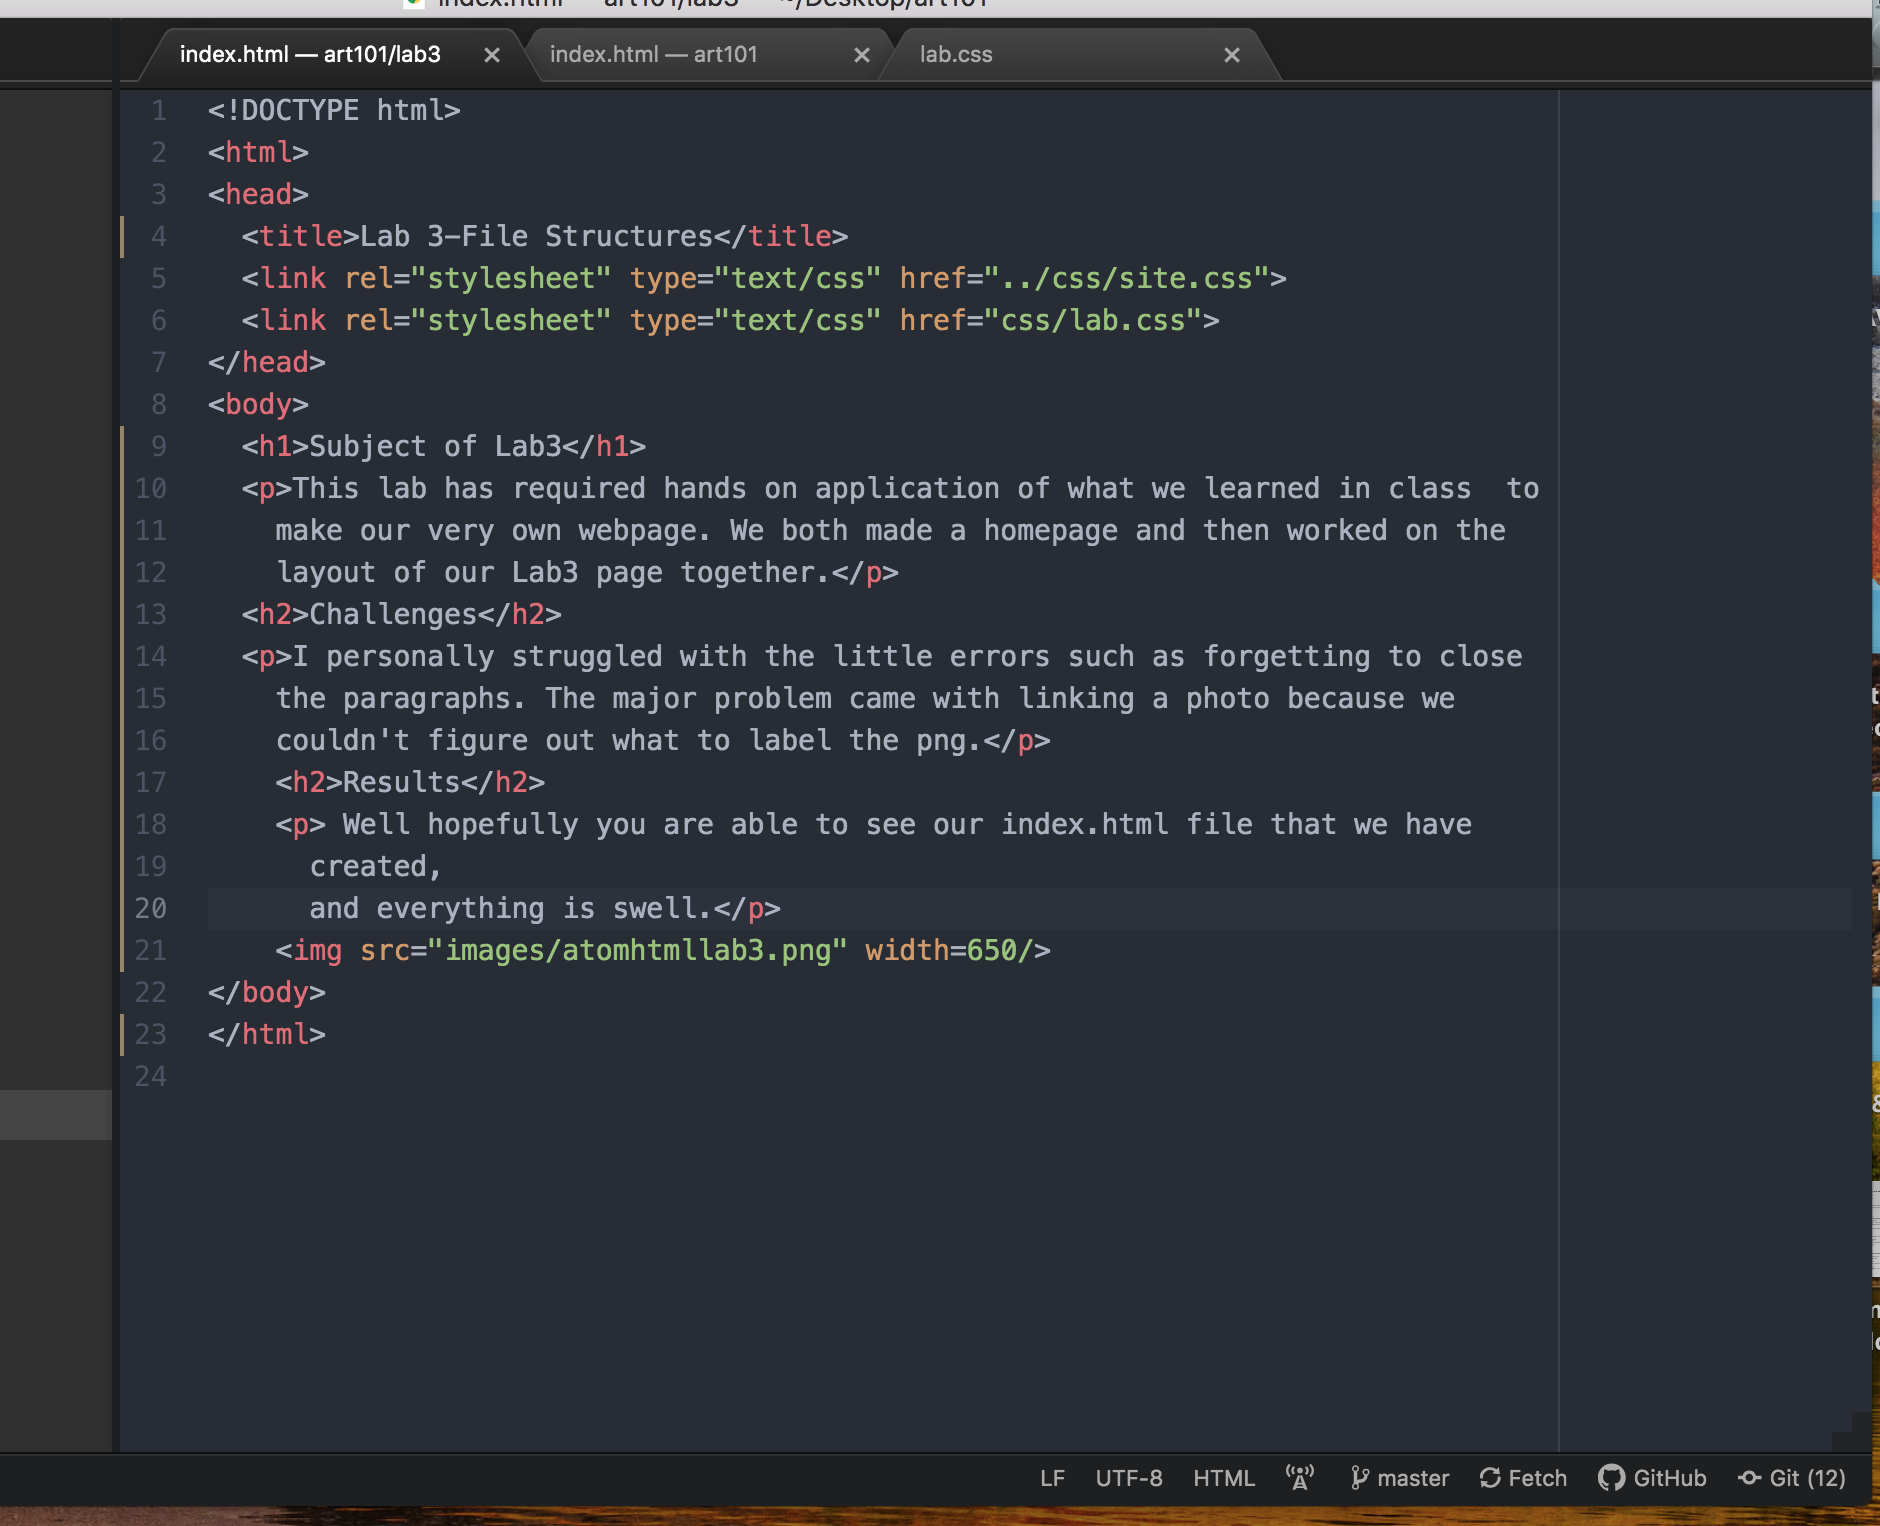 index.html — art101/lab3 — ~/Desktop/art101
index.html — art101/lab3
index.html — art101
lab.css
1 <!DOCTYPE html>
2 <html>
3 <head>
4 <title>Lab 3-File Structures</title>
5 <link rel="stylesheet" type="text/css" href="../css/site.css">
6 <link rel="stylesheet" type="text/css" href="css/lab.css">
7 </head>
8 <body>
9 <h1>Subject of Lab3</h1>
10 <p>This lab has required hands on application of what we learned in class  to
11 make our very own webpage. We both made a homepage and then worked on the
12 layout of our Lab3 page together.</p>
13 <h2>Challenges</h2>
14 <p>I personally struggled with the little errors such as forgetting to close
15 the paragraphs. The major problem came with linking a photo because we
16 couldn't figure out what to label the png.</p>
17 <h2>Results</h2>
18 <p> Well hopefully you are able to see our index.html file that we have
19 created,
20 and everything is swell.</p>
21 <img src="images/atomhtmllab3.png" width=650/>
22 </body>
23 </html>
24
LF UTF-8 HTML master Fetch GitHub Git (12)